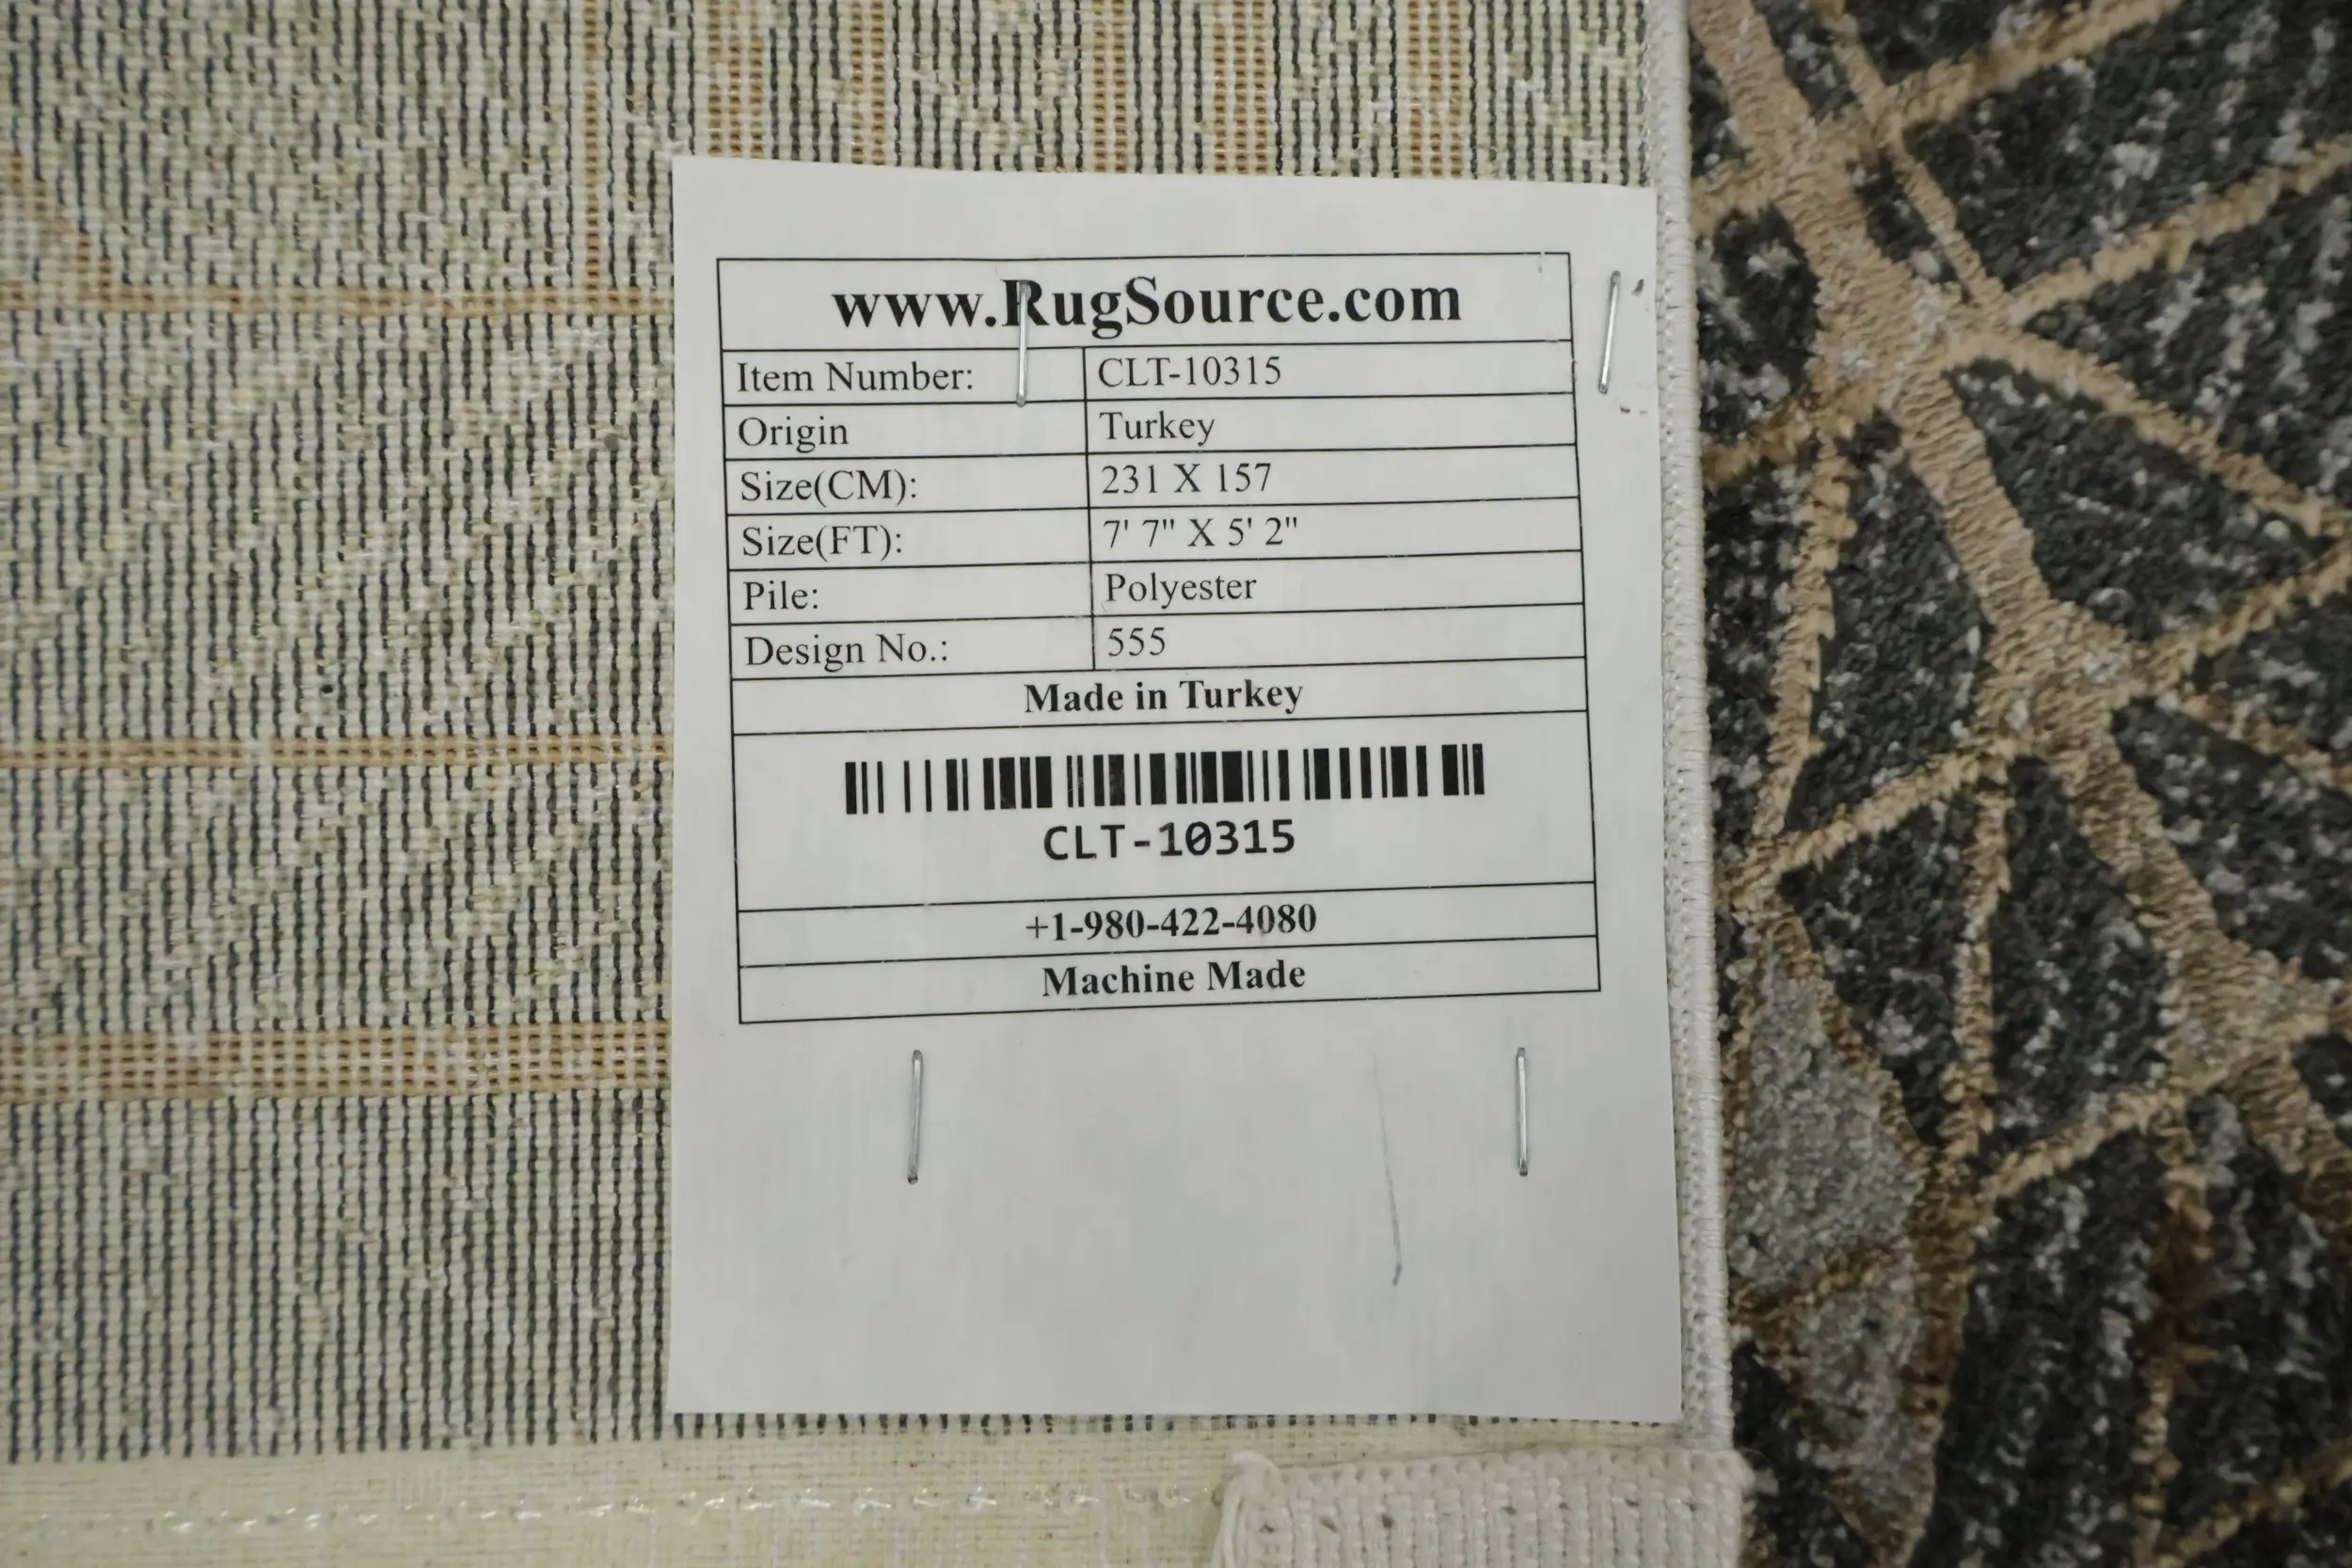 www.RugSource.com
Item Number: CLT-10315
Origin Turkey
Size(CM): 231 X 157
Size(FT): 7' 7" X 5' 2"
Pile: Polyester
Design No.: 555
Made in Turkey
CLT-10315
+1-980-422-4080
Machine Made